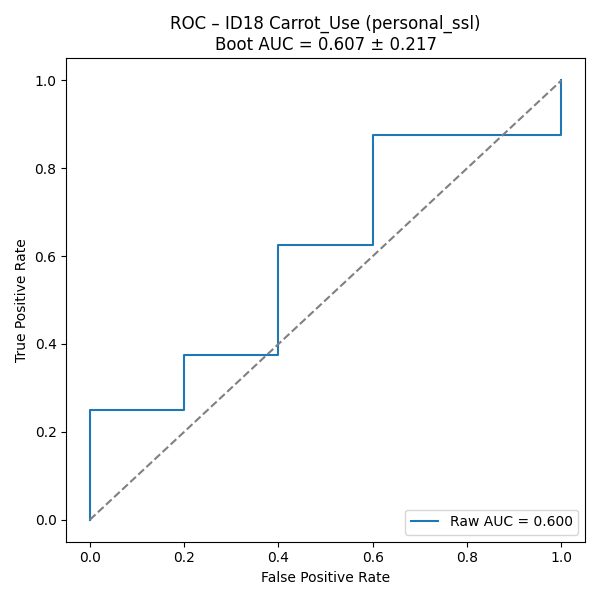 ROC – ID18 Carrot_Use (personal_ssl)
Boot AUC = 0.607 ± 0.217
True Positive Rate
1.0
0.8
0.6
0.4
0.2
0.0
Raw AUC = 0.600
0.0 0.2 0.4 0.6 0.8 1.0
False Positive Rate